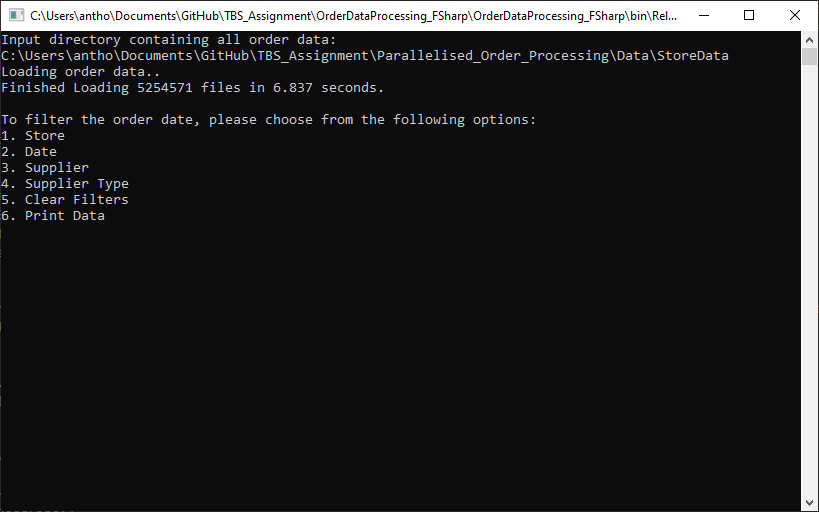 C:\Users\antho\Documents\GitHub\TBS_Assignment\OrderDataProcessing_FSharp\OrderDataProcessing_FSharp\bin\Rel...
Input directory containing all order data:
C:\Users\antho\Documents\GitHub\TBS_Assignment\Parallelised_Order_Processing\Data\StoreData
Loading order data..
Finished Loading 5254571 files in 6.837 seconds.
To filter the order date, please choose from the following options:
1. Store
2. Date
3. Supplier
4. Supplier Type
5. Clear Filters
6. Print Data